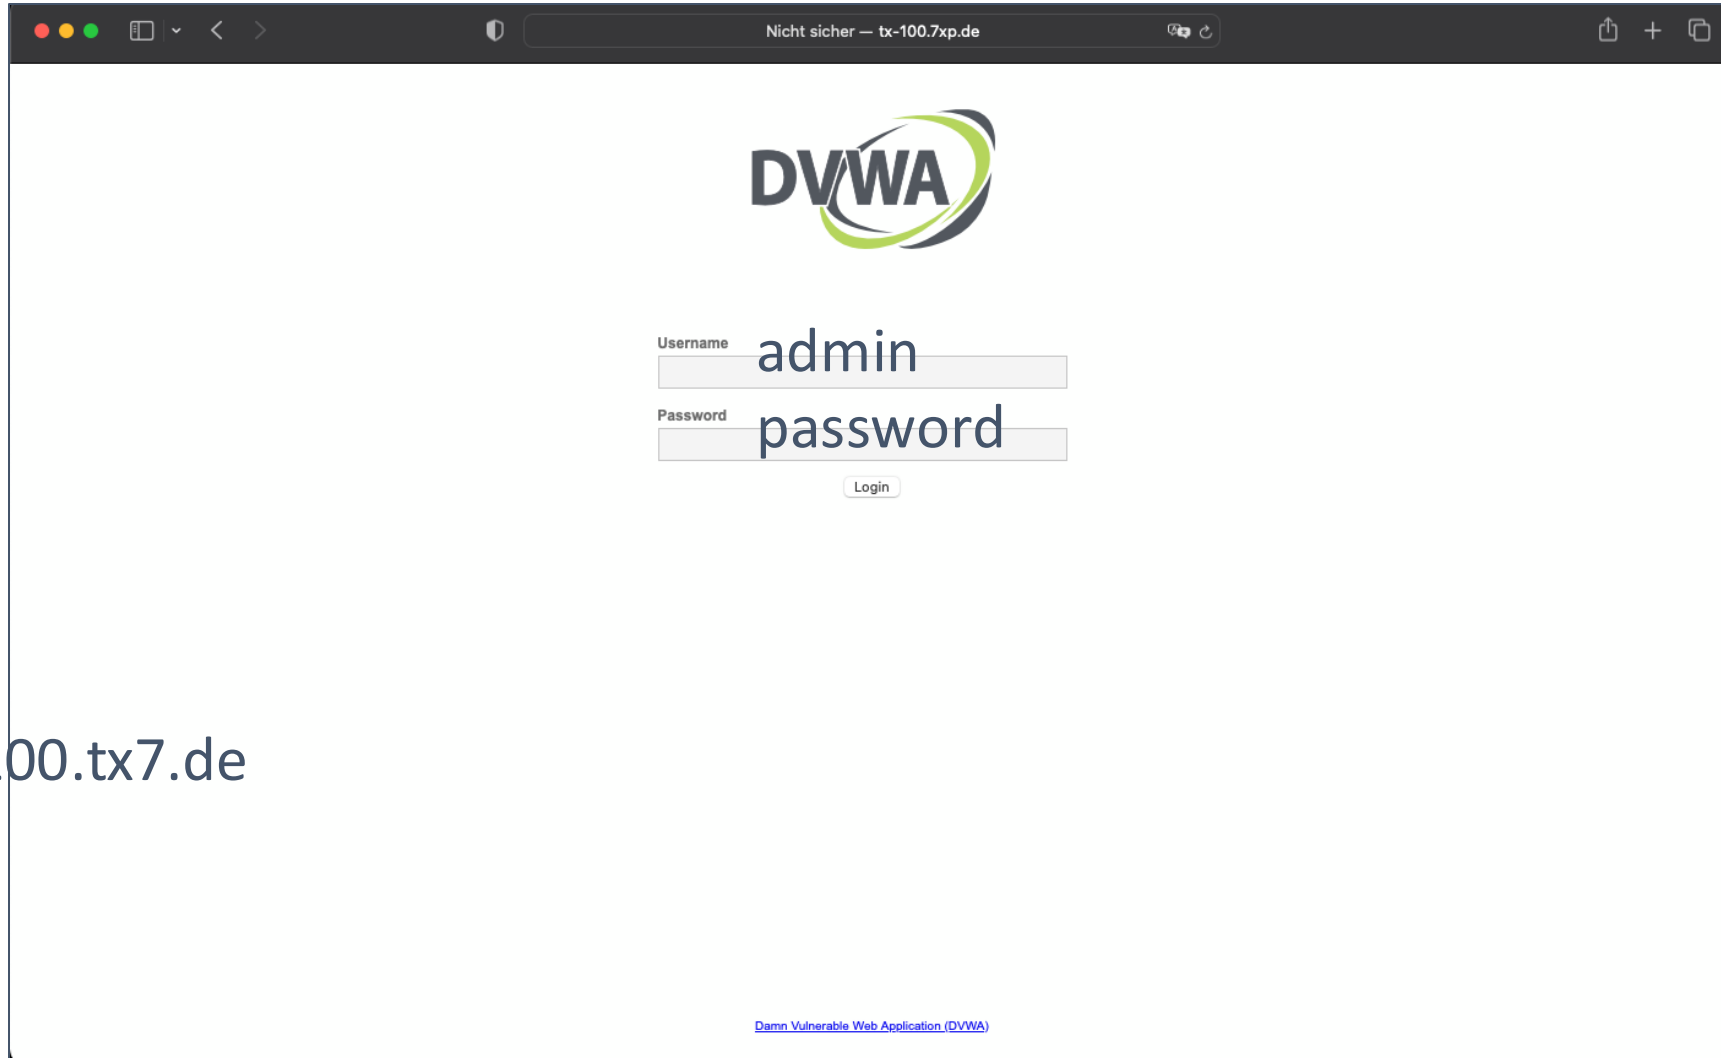 Nicht sicher — tx-100.7xp.de
DVWA
Username
admin
Password
password
Login
00.tx7.de
Damn Vulnerable Web Application (DVWA)